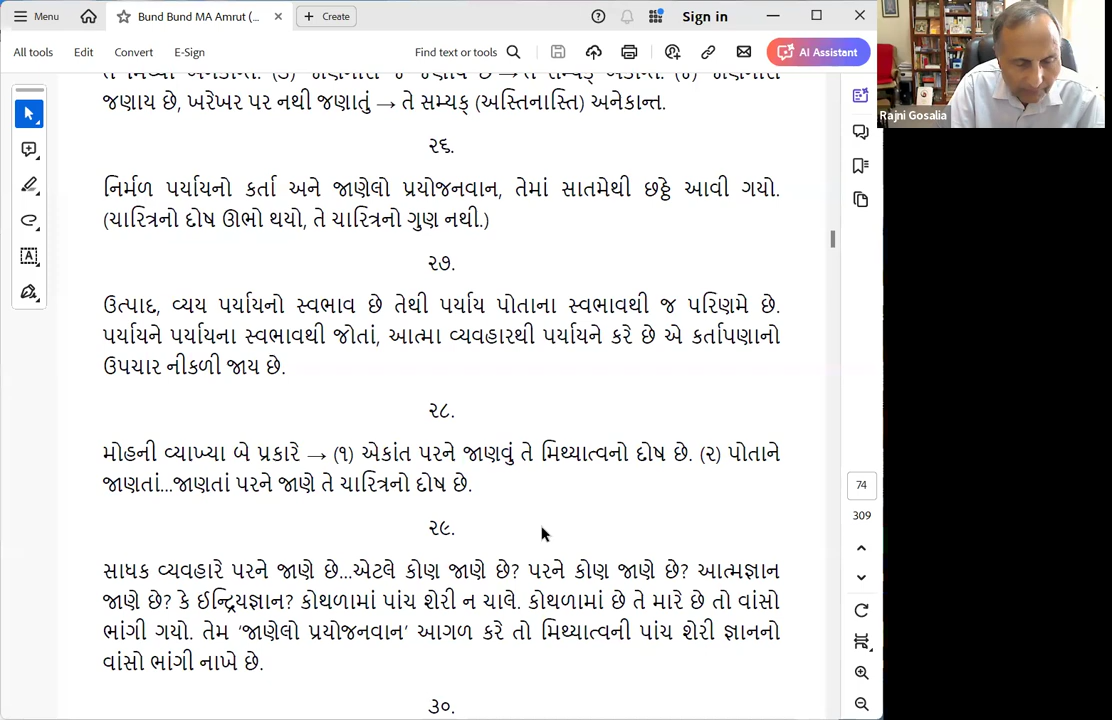 Menu
Bund Bund MA Amrut (...
Create
Sign in
All tools
Edit
Convert
E-Sign
Find text or tools
AI Assistant
Rajni Gosalia
જણાય છે, ખરેખર પર નથી જણાતું → તે સમ્યક્ (અસ્તિનાસ્તિ) અનેકાન્ત.
૨૬.
નિર્મળ પર્યાયનો કર્તા અને જાણેલો પ્રયોજનવાન, તેમાં સાતમેથી છઠ્ઠે આવી ગયો.
(ચારિત્રનો દોષ ઊભો થયો, તે ચારિત્રનો ગુણ નથી.)
૨૭.
ઉત્પાદ, વ્યય પર્યાયનો સ્વભાવ છે તેથી પર્યાય પોતાના સ્વભાવથી જ પરિણમે છે.
પર્યાયને પર્યાયના સ્વભાવથી જોતાં, આત્મા વ્યવહારથી પર્યાયને કરે છે એ કર્તાપણાનો
ઉપચાર નીકળી જાય છે.
૨૮.
મોહની વ્યાખ્યા બે પ્રકારે → (૧) એકાંત પરને જાણવું તે મિથ્યાત્વનો દોષ છે. (૨) પોતાને
જાણતાં...જાણતાં પરને જાણે તે ચારિત્રનો દોષ છે.
૨૯.
સાધક વ્યવહારે પરને જાણે છે...એટલે કોણ જાણે છે? પરને કોણ જાણે છે? આત્મજ્ઞાન
જાણે છે? કે ઈન્દ્રિયજ્ઞાન? કોથળામાં પાંચ શેરી ન ચાલે. કોથળામાં છે તે મારે છે તો વાંસો
ભાંગી ગયો. તેમ ‘જાણેલો પ્રયોજનવાન’ આગળ કરે તો મિથ્યાત્વની પાંચ શેરી જ્ઞાનનો
વાંસો ભાંગી નાખે છે.
૩૦.
74
309